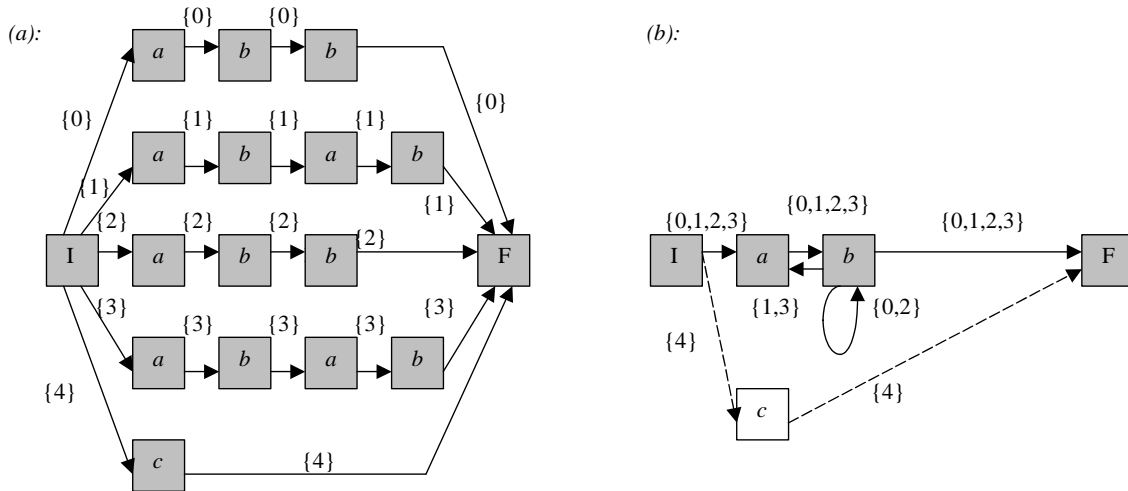 (a):
{0} {0}
a b b
{0} {0}
{1} {1} {1}
a b a b
{1} {1}
{2} {2} {2} {2}
I a b b F
{3} {3} {3} {3} {3}
a b a b
{4}
c {4}
(b):
{0,1,2,3} {0,1,2,3} {0,1,2,3}
I a b F
{1,3} {0,2}
{4} {4}
c